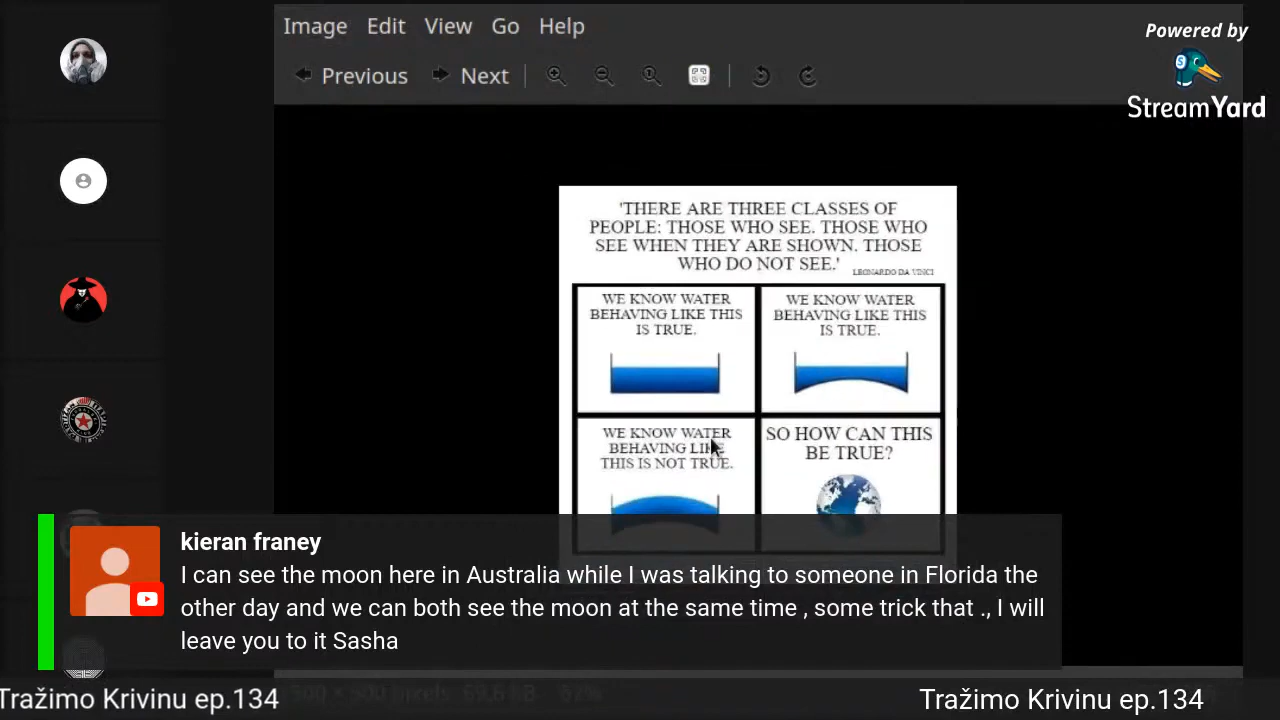 Image Edit View Go Help
Powered by
Previous Next
StreamYard
'THERE ARE THREE CLASSES OF
PEOPLE: THOSE WHO SEE. THOSE WHO
SEE WHEN THEY ARE SHOWN. THOSE
WHO DO NOT SEE.'
LEONARDO DA VINCI
WE KNOW WATER
BEHAVING LIKE THIS
IS TRUE.
WE KNOW WATER
BEHAVING LIKE THIS
IS TRUE.
WE KNOW WATER
BEHAVING LIKE
THIS IS NOT TRUE.
SO HOW CAN THIS
BE TRUE?
kieran franey
I can see the moon here in Australia while I was talking to someone in Florida the
other day and we can both see the moon at the same time , some trick that ., I will
leave you to it Sasha
Tražimo Krivinu ep.134
Tražimo Krivinu ep.134